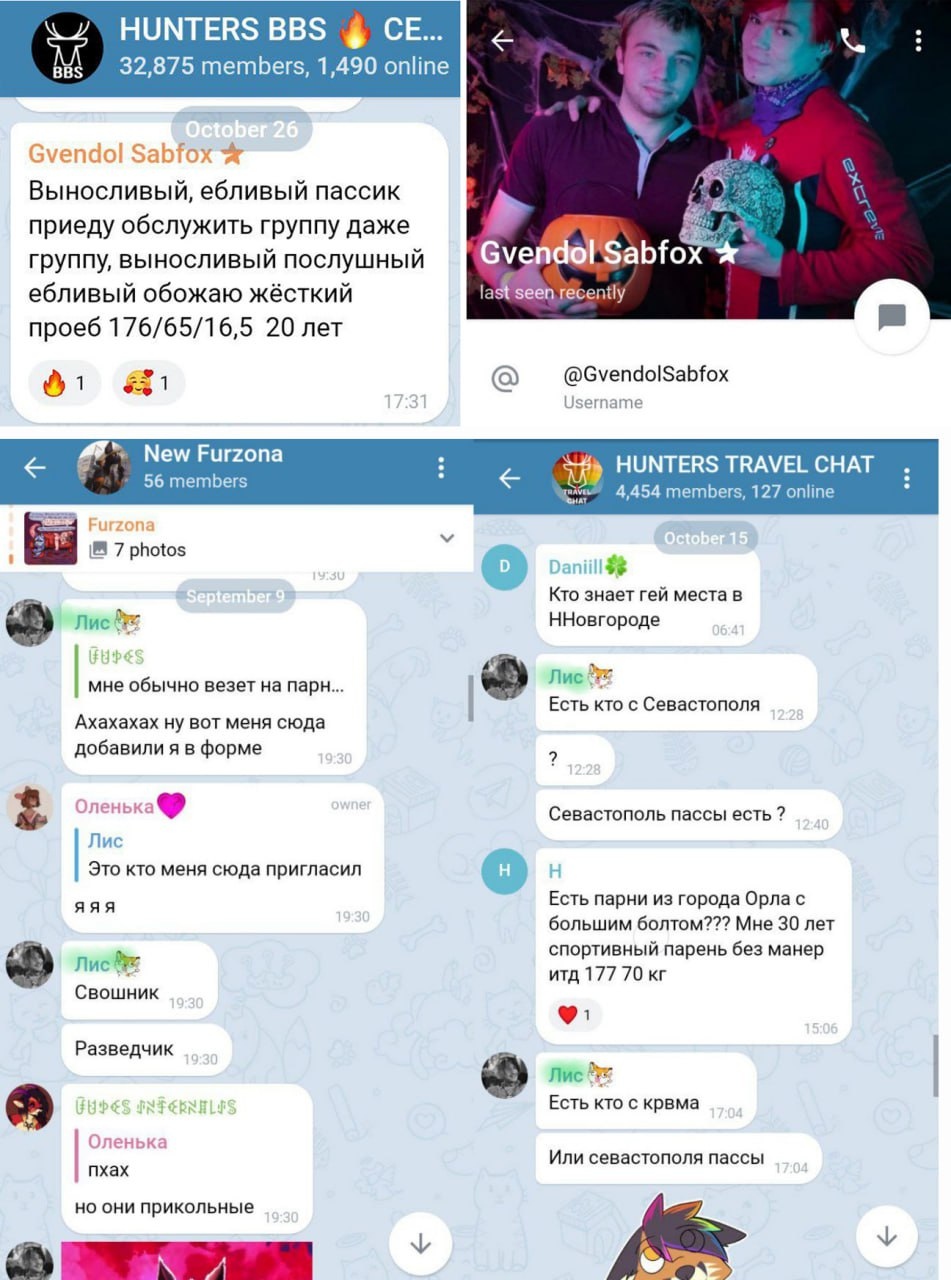 HUNTERS BBS 🔥 CE...
32,875 members, 1,490 online
BBS
October 26
Gvendol Sabfox
Выносливый, ебливый пассик
приеду обслужить группу даже
группу, выносливый послушный
ебливый обожаю жёсткий
проеб 176/65/16,5 20 лет
🔥 1 🥰 1
17:31
extreme
Gvendol Sabfox ★
last seen recently
@GvendolSabfox
Username
New Furzona
56 members
Furzona
7 photos
19:30
September 9
Лис
мне обычно везет на парн...
Ахахахах ну вот меня сюда
добавили я в форме
19:30
Оленька owner
Лис
Это кто меня сюда пригласил
я я я
19:30
Лис
Свошник 19:30
Разведчик 19:30
Оленька
пхах
но они прикольные 19:30
HUNTERS TRAVEL CHAT
4,454 members, 127 online
TRAVEL
CHAT
October 15
D
Daniill🍀
Кто знает гей места в
ННовгороде
06:41
Лис
Есть кто с Севастополя 12:28
? 12:28
Севастополь пассы есть ? 12:40
H
H
Есть парни из города Орла с
большим болтом??? Мне 30 лет
спортивный парень без манер
итд 177 70 кг
❤ 1
15:06
Лис
Есть кто с крвма 17:04
Или севастополя пассы 17:04